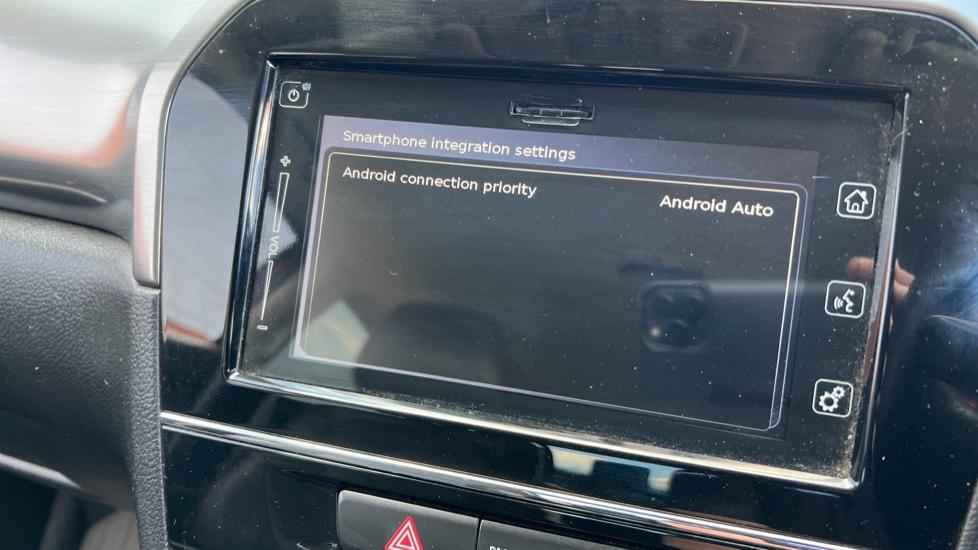 Smartphone integration settings
Android connection priority
Android Auto
VOL